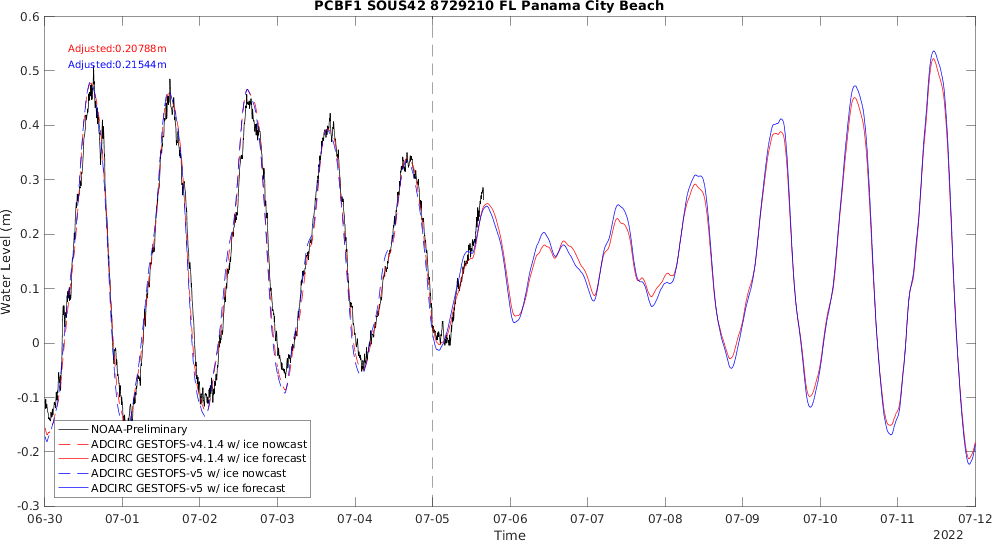 PCBF1 SOUS42 8729210 FL Panama City Beach
0.6
Adjusted:0.20788m
Adjusted:0.21544m
0.5
0.4
0.3
0.2
0.1
0
-0.1
-0.2
-0.3
Water Level (m)
NOAA-Preliminary
ADCIRC GESTOFS-v4.1.4 w/ ice nowcast
ADCIRC GESTOFS-v4.1.4 w/ ice forecast
ADCIRC GESTOFS-v5 w/ ice nowcast
ADCIRC GESTOFS-v5 w/ ice forecast
06-30 07-01 07-02 07-03 07-04 07-05 07-06 07-07 07-08 07-09 07-10 07-11 07-12
Time
2022